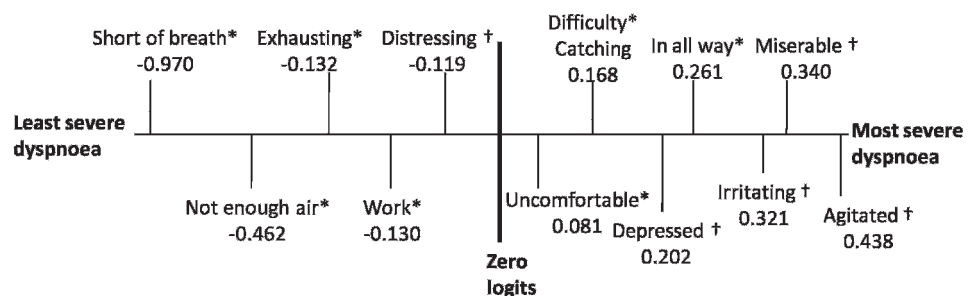 Short of breath*
-0.970
Exhausting*
-0.132
Distressing †
-0.119
Difficulty*
Catching
0.168
In all way*
0.261
Miserable †
0.340
Least severe
dyspnoea
Most severe
dyspnoea
Not enough air*
-0.462
Work*
-0.130
Uncomfortable*
0.081
Depressed †
0.202
Irritating †
0.321
Agitated †
0.438
Zero
logits